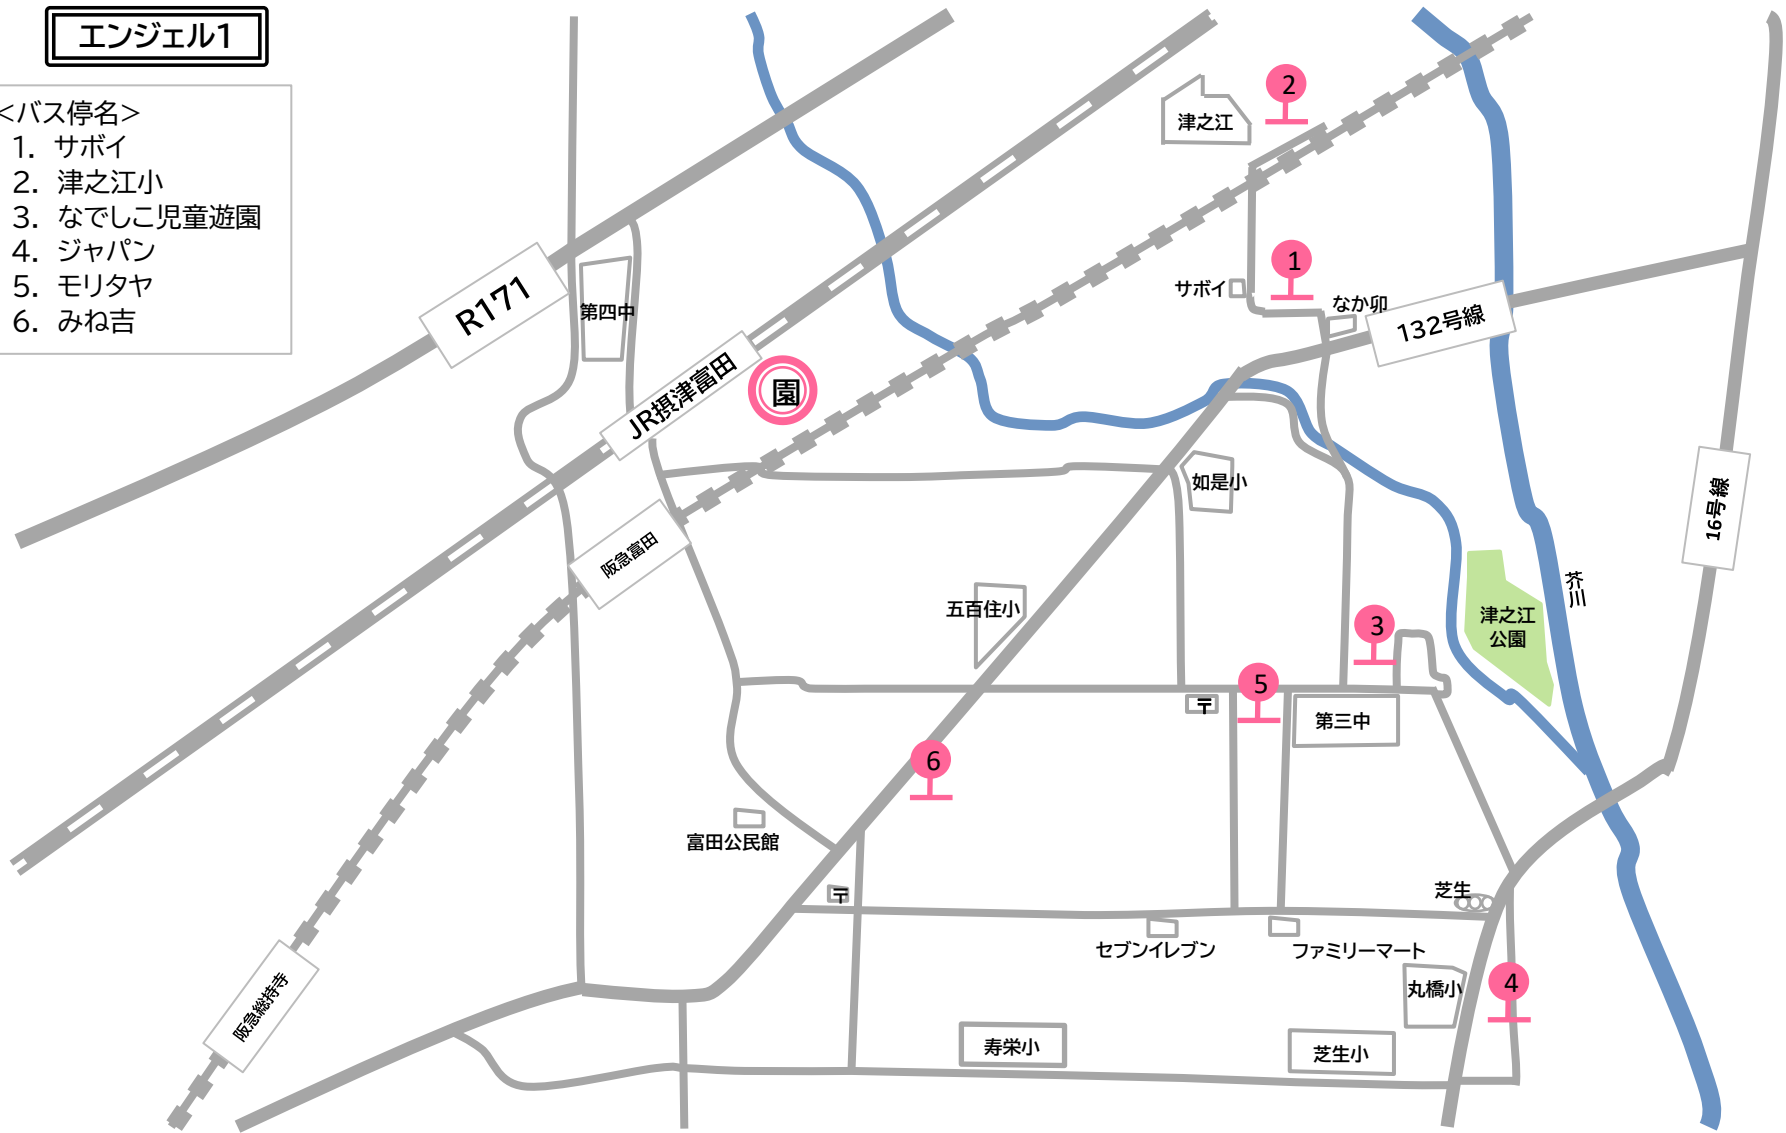 エンジェル1
<バス停名>
1. サボイ
2. 津之江小
3. なでしこ児童遊園
4. ジャパン
5. モリタヤ
6. みね吉
2
津之江
1
サボイ
なか卯
132号線
R171
第四中
JR摂津富田
園
如是小
16号線
阪急富田
芥川
津之江
公園
五百住小
3
5
〒
第三中
6
富田公民館
〒
芝生
セブンイレブン
ファミリーマート
丸橋小
4
阪急総持寺
寿栄小
芝生小